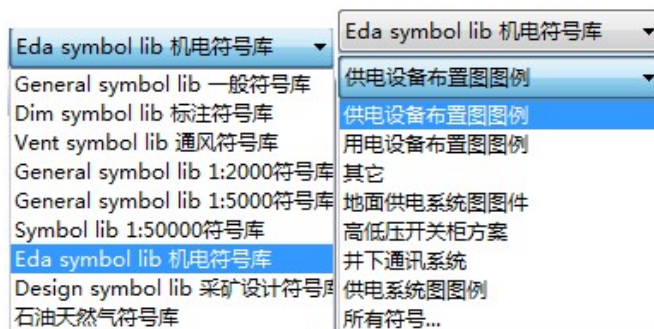 Eda symbol lib 机电符号库
General symbol lib 一般符号库
Dim symbol lib 标注符号库
Vent symbol lib 通风符号库
General symbol lib 1:2000符号库
General symbol lib 1:5000符号库
Symbol lib 1:50000符号库
Eda symbol lib 机电符号库
Design symbol lib 采矿设计符号库
石油天然气符号库
Eda symbol lib 机电符号库
供电设备布置图图例
供电设备布置图图例
用电设备布置图图例
其它
地面供电系统图图件
高低压开关柜方案
井下通讯系统
供电系统图图例
所有符号...